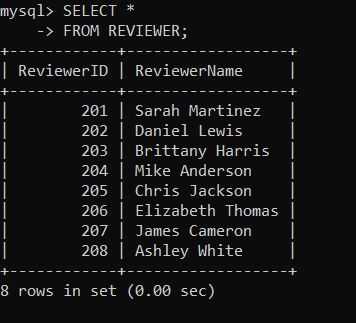 mysql> SELECT *
    -> FROM REVIEWER;
+------------+------------------+
| ReviewerID | ReviewerName     |
+------------+------------------+
|        201 | Sarah Martinez   |
|        202 | Daniel Lewis     |
|        203 | Brittany Harris  |
|        204 | Mike Anderson    |
|        205 | Chris Jackson    |
|        206 | Elizabeth Thomas |
|        207 | James Cameron    |
|        208 | Ashley White     |
+------------+------------------+
8 rows in set (0.00 sec)